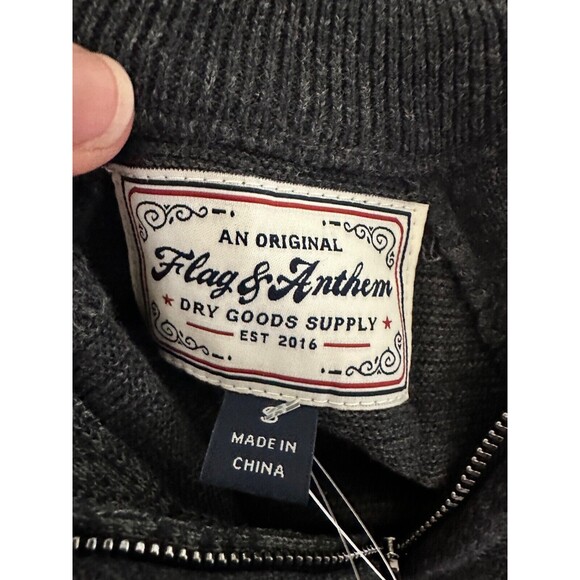 AN ORIGINAL
Flag & Anthem
DRY GOODS SUPPLY
EST 2016
MADE IN
CHINA